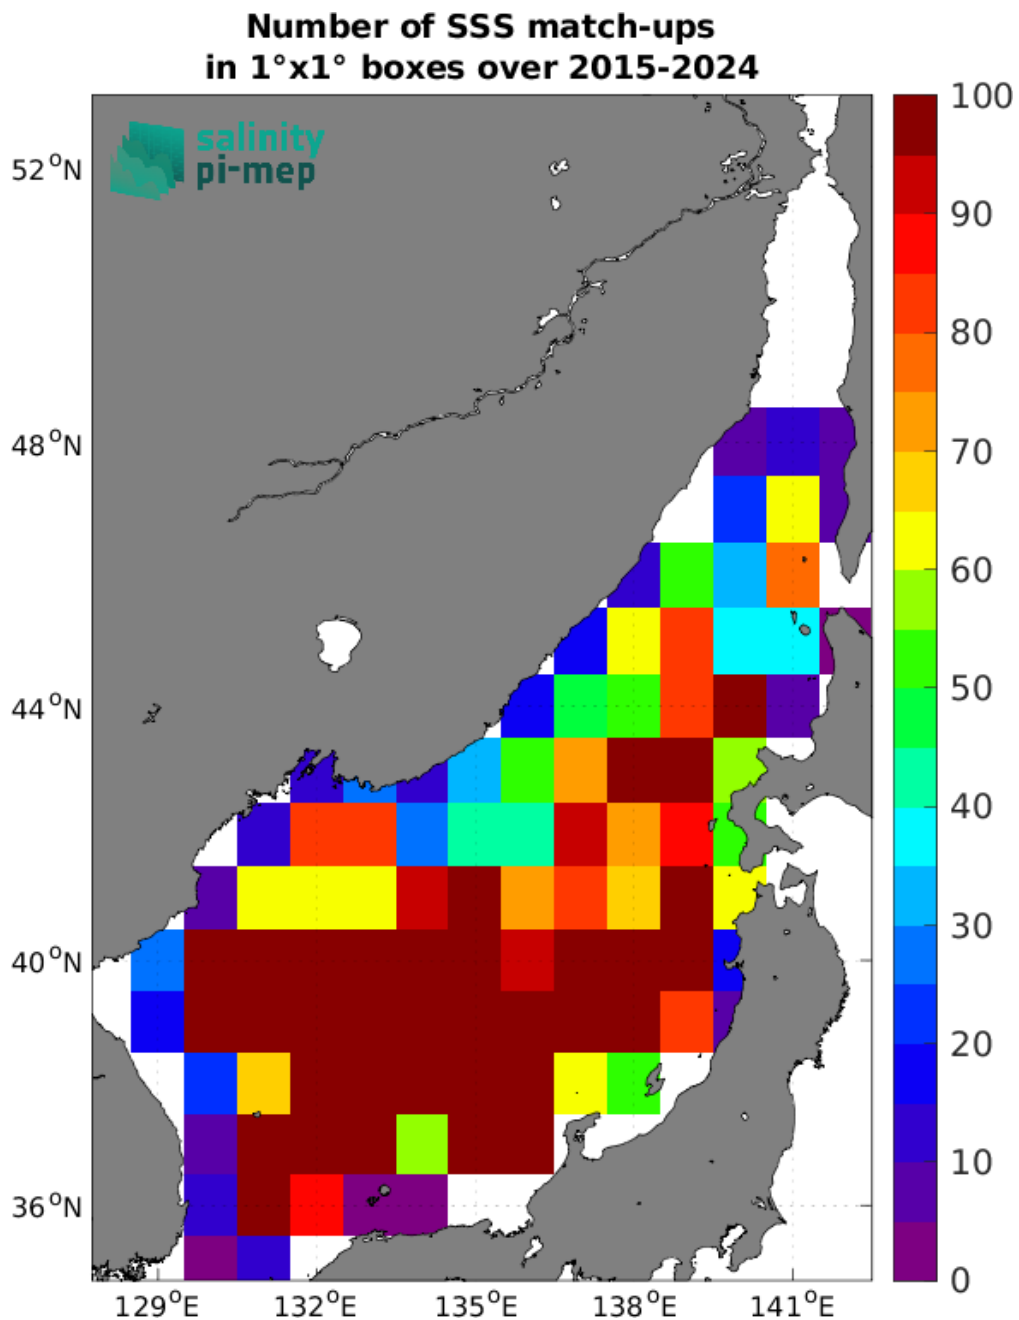 Number of SSS match-ups
in 1°x1° boxes over 2015-2024
salinity
pi-mep
52°N
48°N
44°N
40°N
36°N
129°E
132°E
135°E
138°E
141°E
100
90
80
70
60
50
40
30
20
10
0